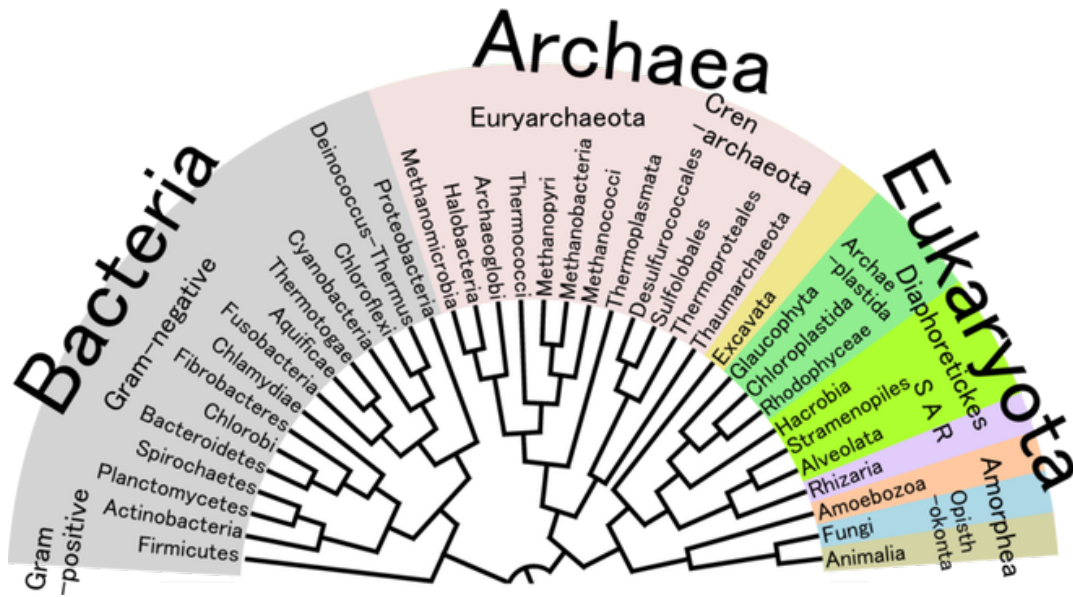 Bacteria
Archaea
Eukaryota
Gram
-positive
Gram-negative
Firmicutes
Actinobacteria
Planctomycetes
Spirochaetes
Bacteroidetes
Chlorobi
Fibrobacteres
Chlamydiae
Fusobacteria
Aquificae
Thermotogae
Cyanobacteria
Chloroflexi
Deinococcus-Thermus
Proteobacteria
Euryarchaeota
Methanomicrobia
Halobacteria
Archaeoglobi
Thermococci
Methanopyri
Methanobacteria
Methanococci
Thermoplasmata
Cren
-archaeota
Desulfurococcales
Sulfolobales
Thermoproteales
Thaumarchaeota
Excavata
Diaphoretickes
Archae
-plastida
Glaucophyta
Chloroplastida
Rhodophyceae
S A R
Hacrobia
Stramenopiles
Alveolata
Rhizaria
Amorphea
Amoebozoa
Opisth
-okonta
Fungi
Animalia